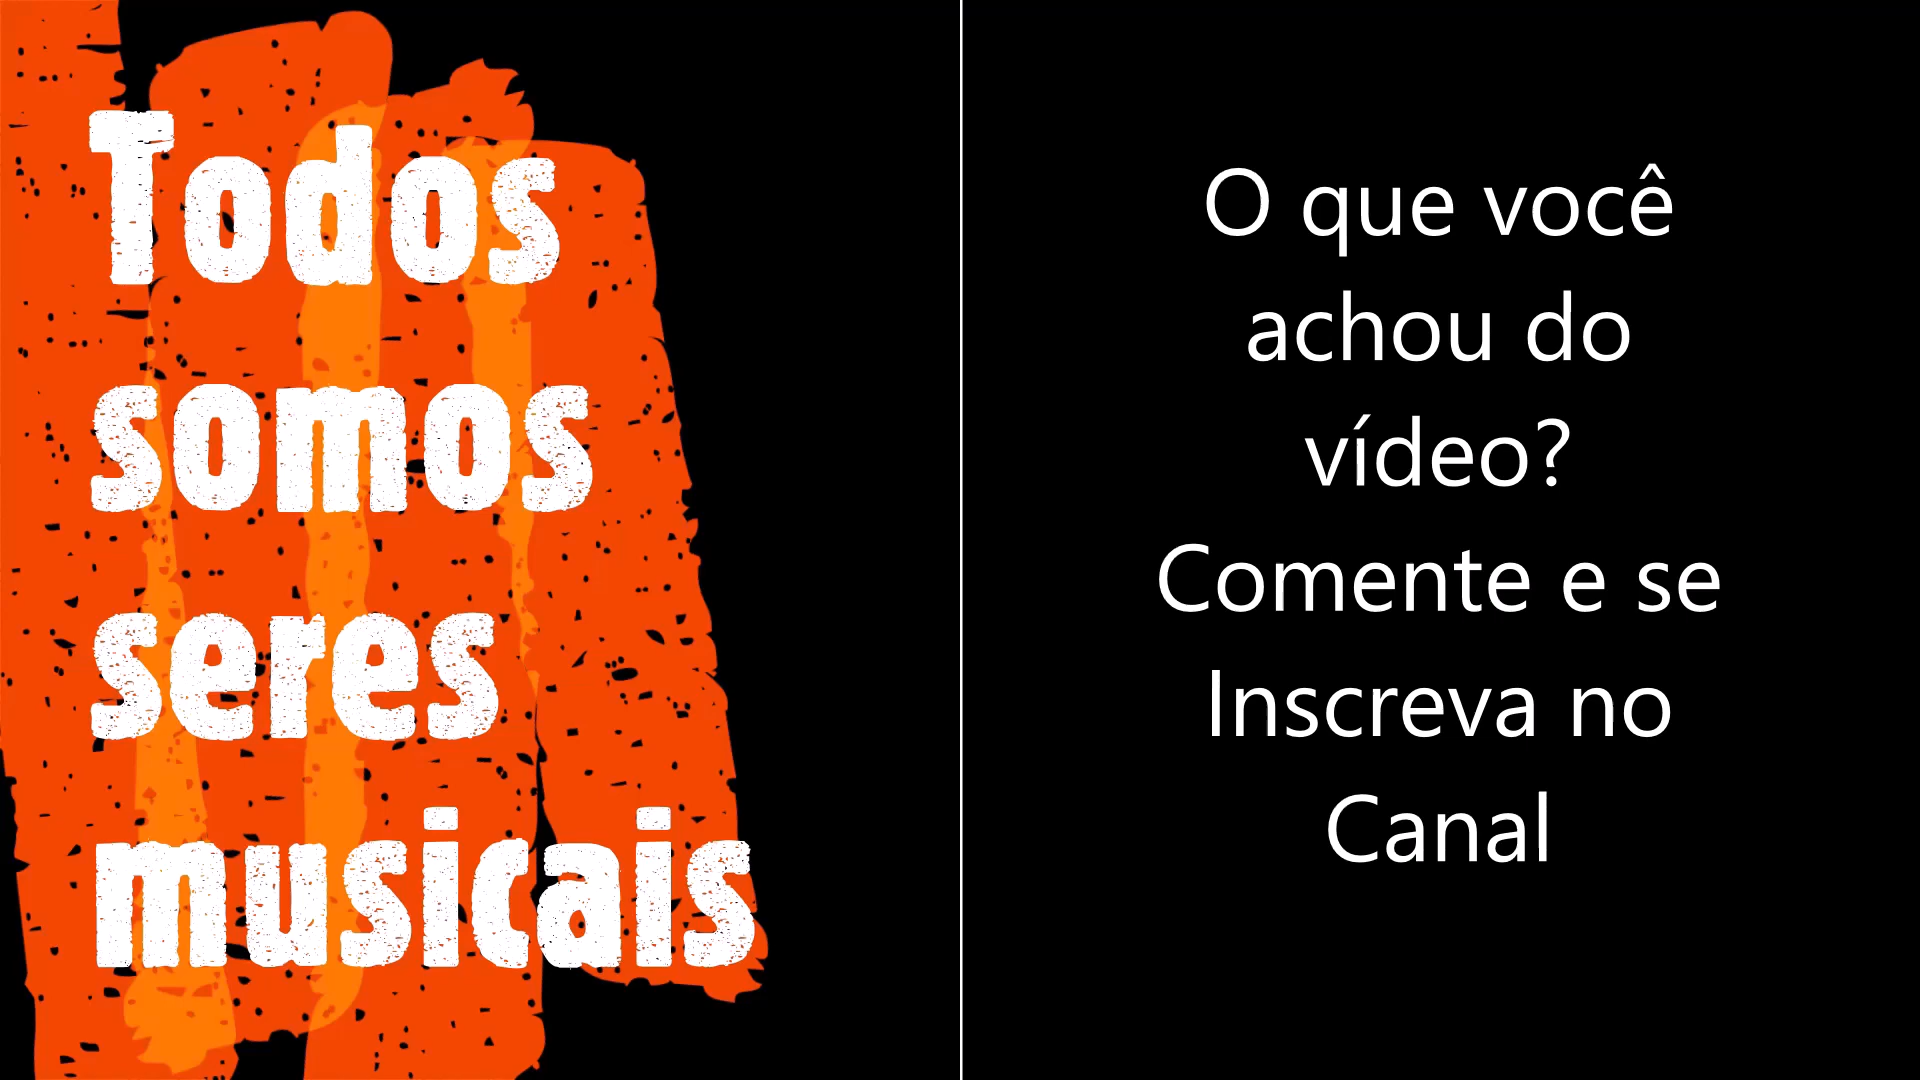 Todos
somos
seres
musicais
O que você
achou do
vídeo?
Comente e se
Inscreva no
Canal